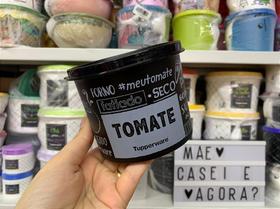 FORNO #meutomate
fatiado • SECO
TOMATE
Tupperware
MAE♥
CASEI E
♥AGORA?